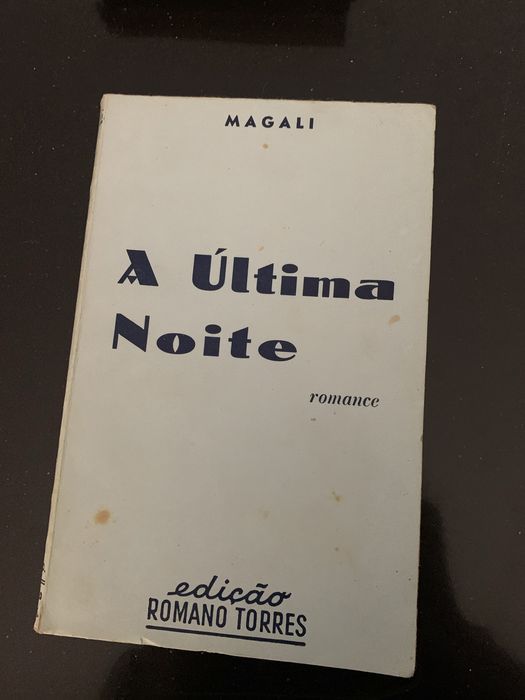 MAGALI
A Última
Noite
romance
edição
ROMANO TORRES